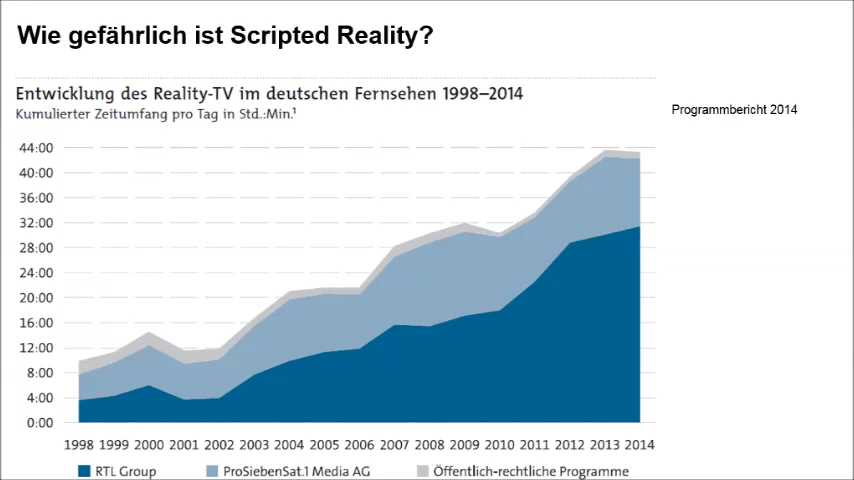 Wie gefährlich ist Scripted Reality?
Entwicklung des Reality-TV im deutschen Fernsehen 1998–2014
Kumulierter Zeitumfang pro Tag in Std.:Min.¹
Programmbericht 2014
44:00
40:00
36:00
32:00
28:00
24:00
20:00
16:00
12:00
8:00
4:00
0:00
1998 1999 2000 2001 2002 2003 2004 2005 2006 2007 2008 2009 2010 2011 2012 2013 2014
RTL Group ProSiebenSat.1 Media AG Öffentlich-rechtliche Programme